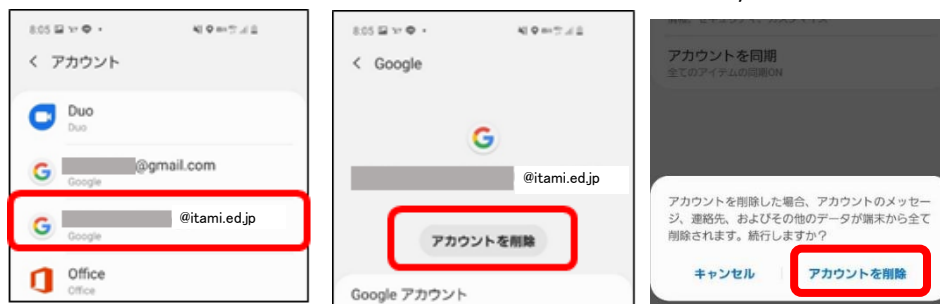 8:05
アカウント
Duo
Duo
@gmail.com
Google
@itami.ed.jp
Google
Office
Office
8:05
Google
@itami.ed.jp
アカウントを削除
Google アカウント
アカウントを同期
全てのアイテムの同期ON
アカウントを削除した場合、アカウントのメッセー
ジ、連絡先、およびその他のデータが端末から全て
削除されます。続行しますか？
キャンセル
アカウントを削除